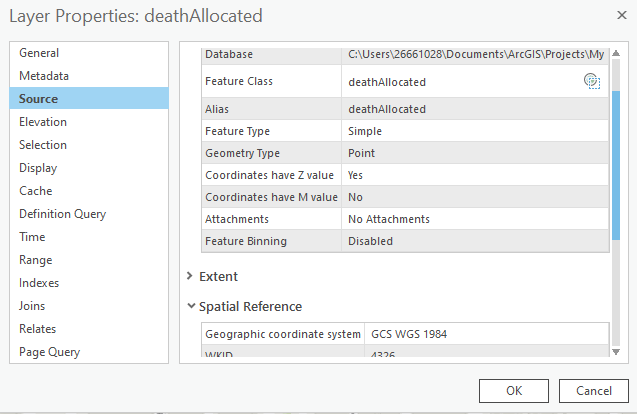 Layer Properties: deathAllocated
General
Metadata
Source
Elevation
Selection
Display
Cache
Definition Query
Time
Range
Indexes
Joins
Relates
Page Query
Database C:\Users\26661028\Documents\ArcGIS\Projects\My
Feature Class deathAllocated
Alias deathAllocated
Feature Type Simple
Geometry Type Point
Coordinates have Z value Yes
Coordinates have M value No
Attachments No Attachments
Feature Binning Disabled
Extent
Spatial Reference
Geographic coordinate system GCS WGS 1984
WKID 4326
OK Cancel